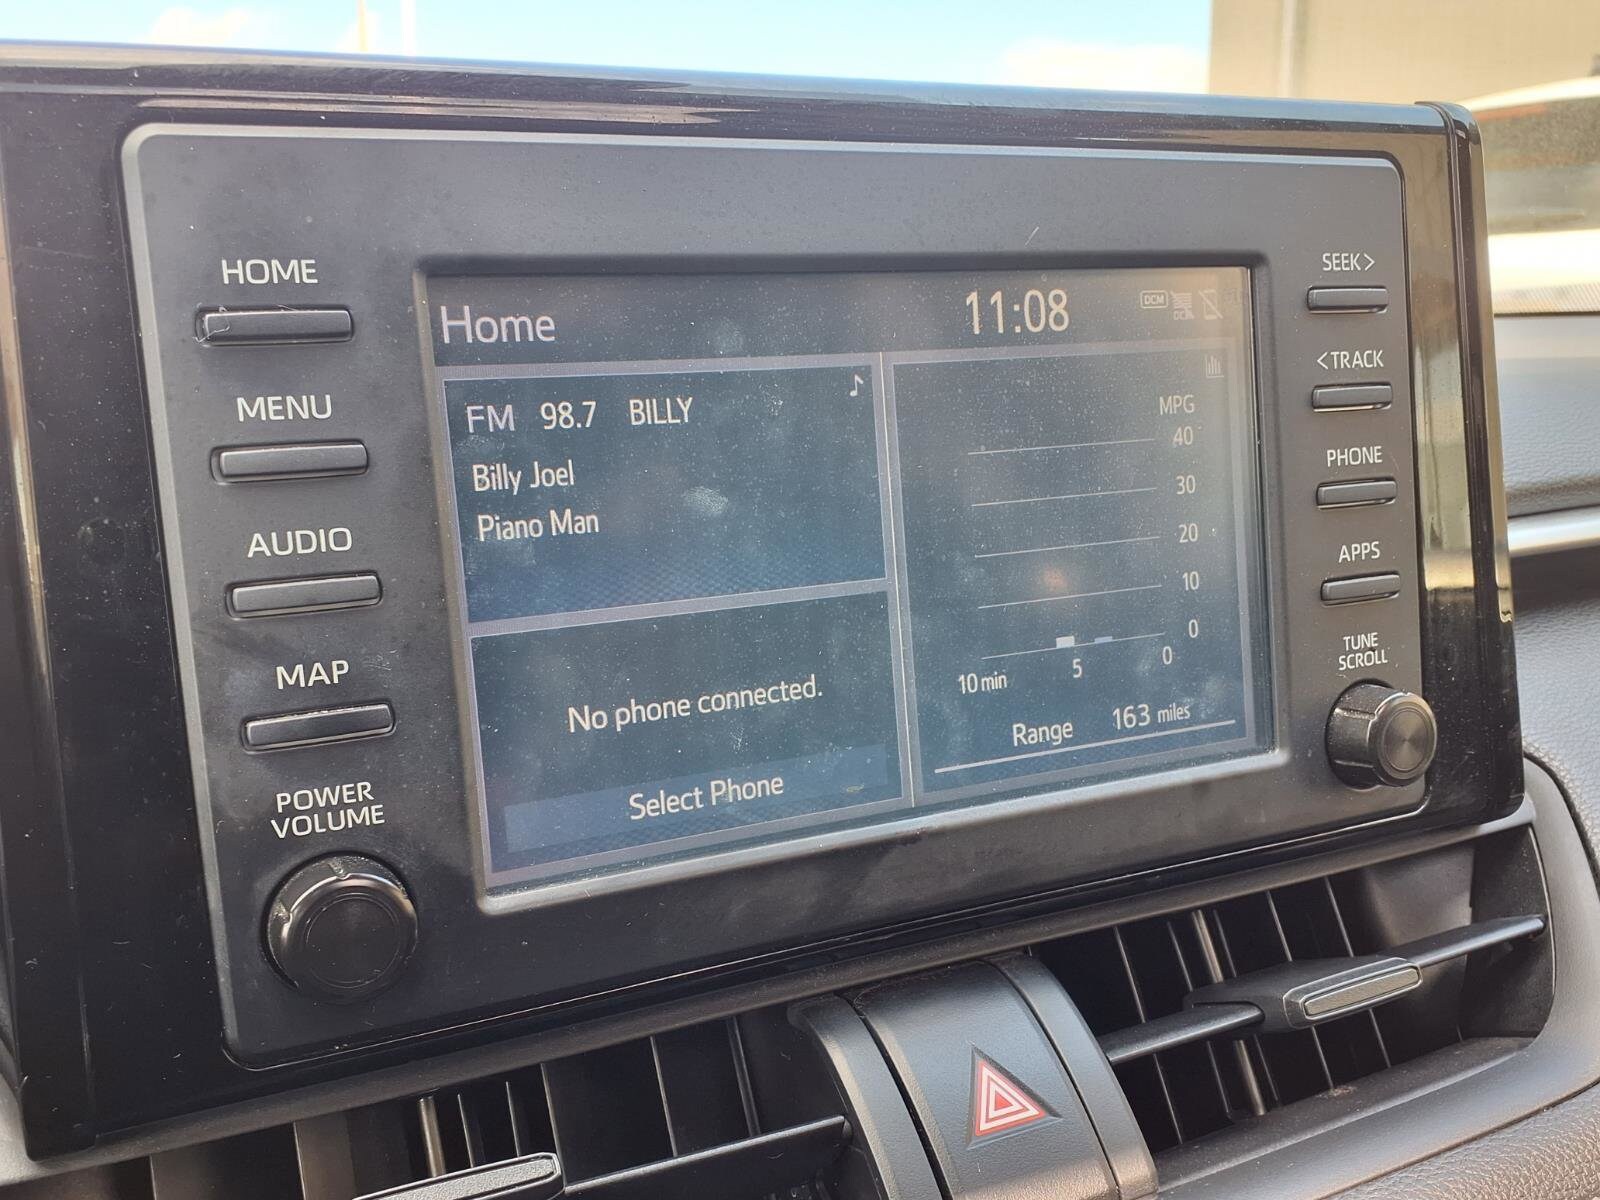 HOME
MENU
AUDIO
MAP
POWER
VOLUME
Home
11:08
DCM
FM 98.7 BILLY
Billy Joel
Piano Man
No phone connected.
Select Phone
MPG
40
30
20
10
0
10 min 5 0
Range 163 miles
SEEK>
<TRACK
PHONE
APPS
TUNE
SCROLL